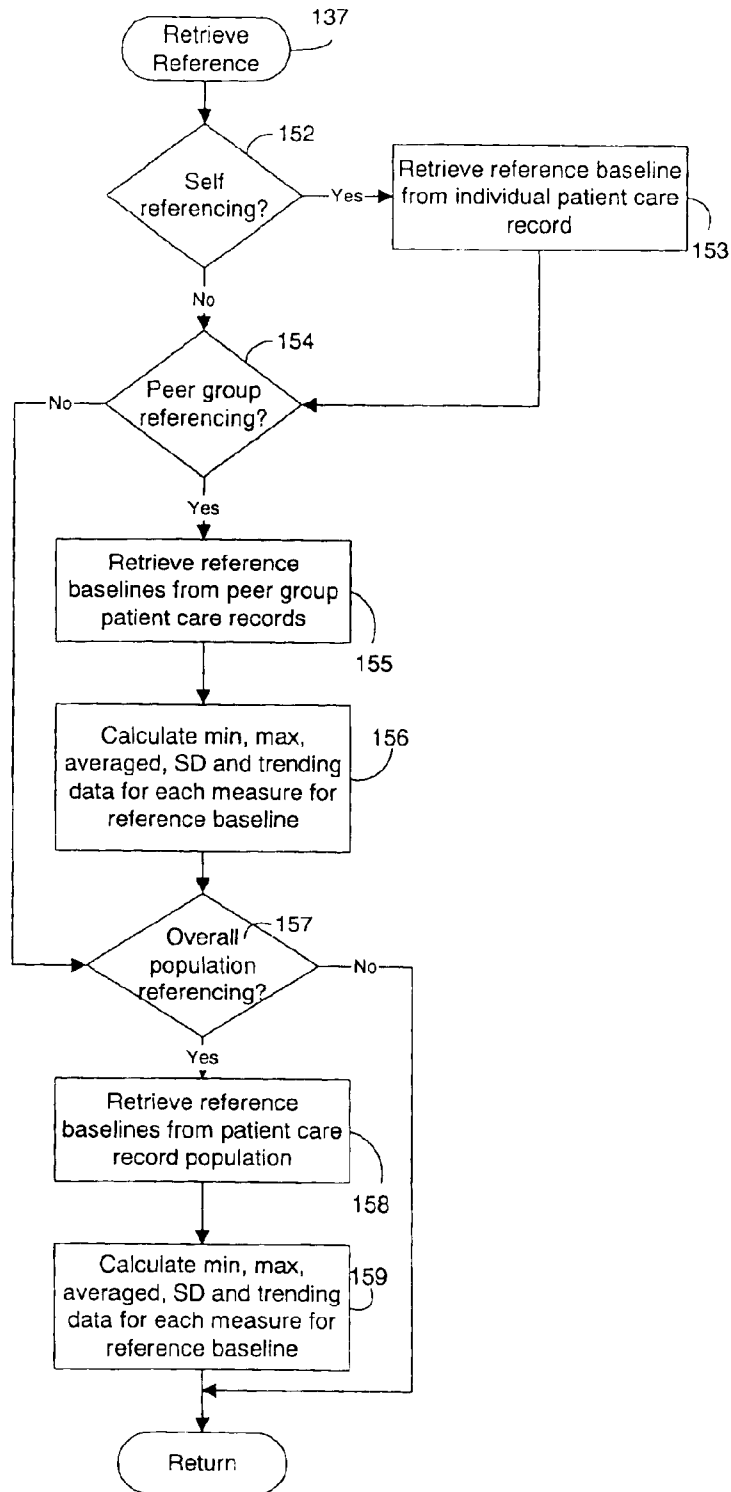 Retrieve
Reference
137
152
Self
referencing?
Yes
Retrieve reference baseline
from individual patient care
record
153
No
154
Peer group
referencing?
No
Yes
Retrieve reference
baselines from peer group
patient care records
155
Calculate min, max,
averaged, SD and trending
data for each measure for
reference baseline
156
157
Overall
population
referencing?
No
Yes
Retrieve reference
baselines from patient care
record population
158
Calculate min, max,
averaged, SD and trending
data for each measure for
reference baseline
159
Return